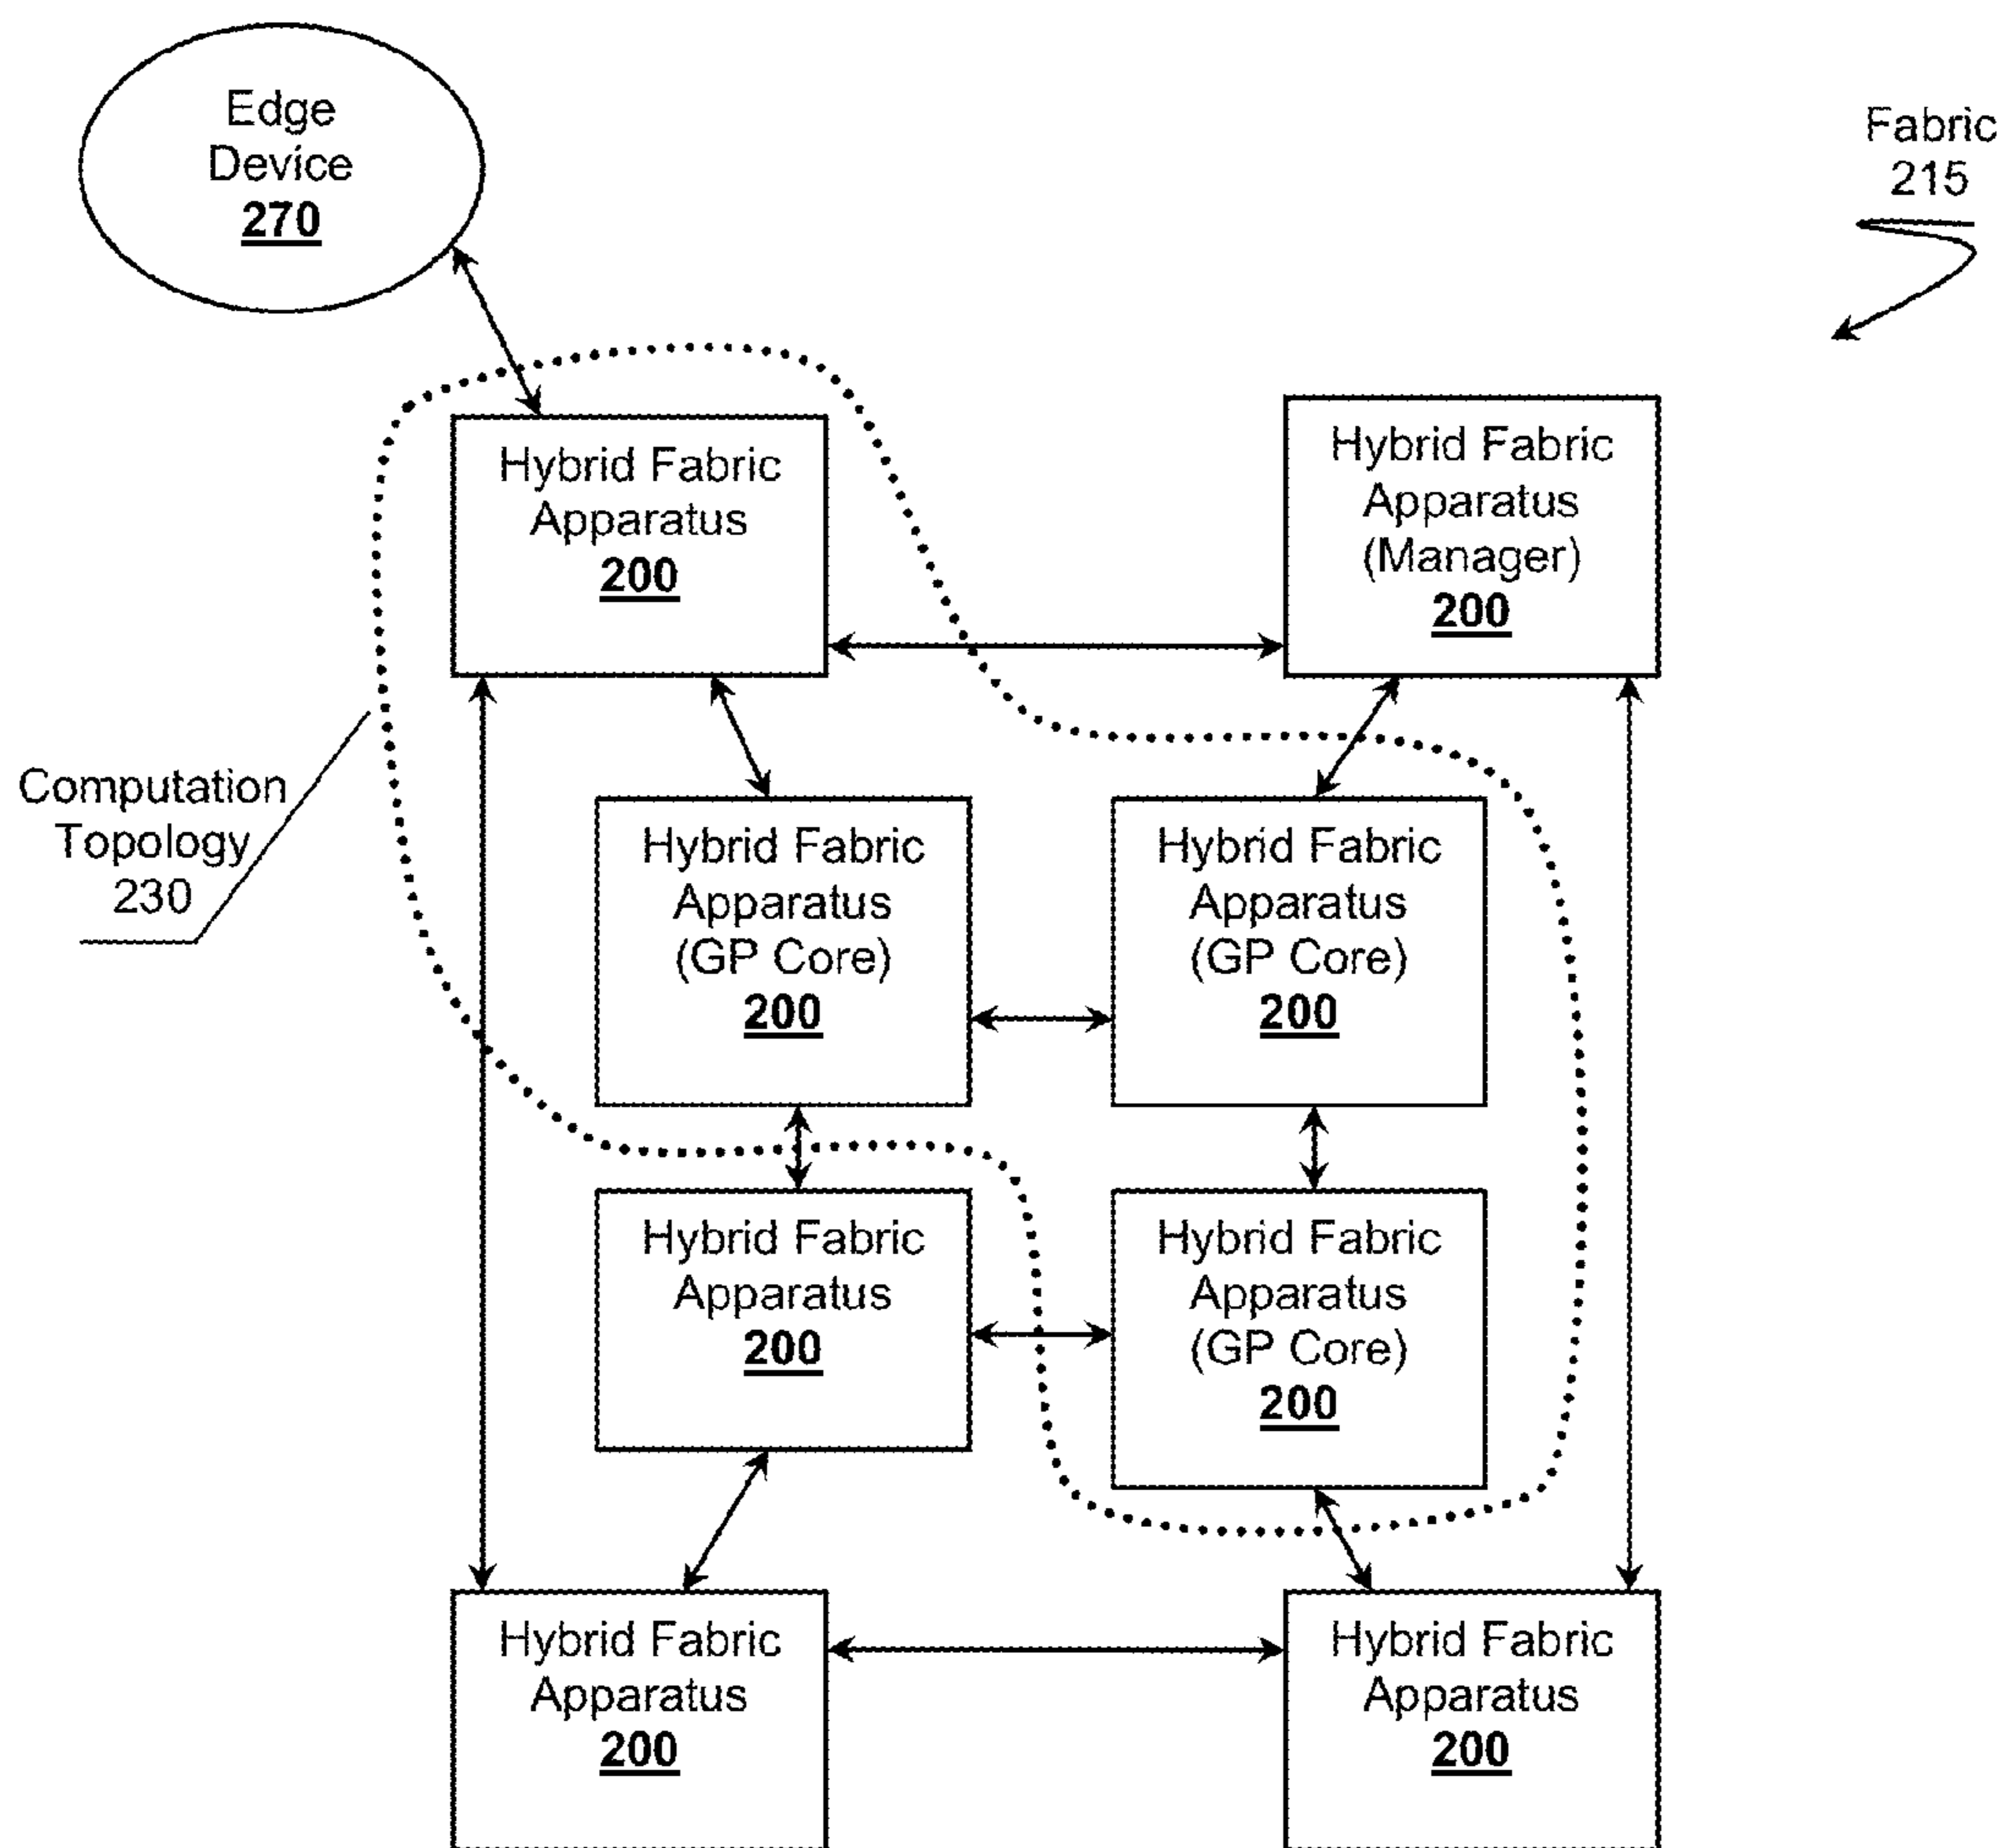 Edge
Device
270
Fabric
215
Hybrid Fabric
Apparatus
200
Hybrid Fabric
Apparatus
(Manager)
200
Computation
Topology
230
Hybrid Fabric
Apparatus
(GP Core)
200
Hybrid Fabric
Apparatus
(GP Core)
200
Hybrid Fabric
Apparatus
200
Hybrid Fabric
Apparatus
(GP Core)
200
Hybrid Fabric
Apparatus
200
Hybrid Fabric
Apparatus
200